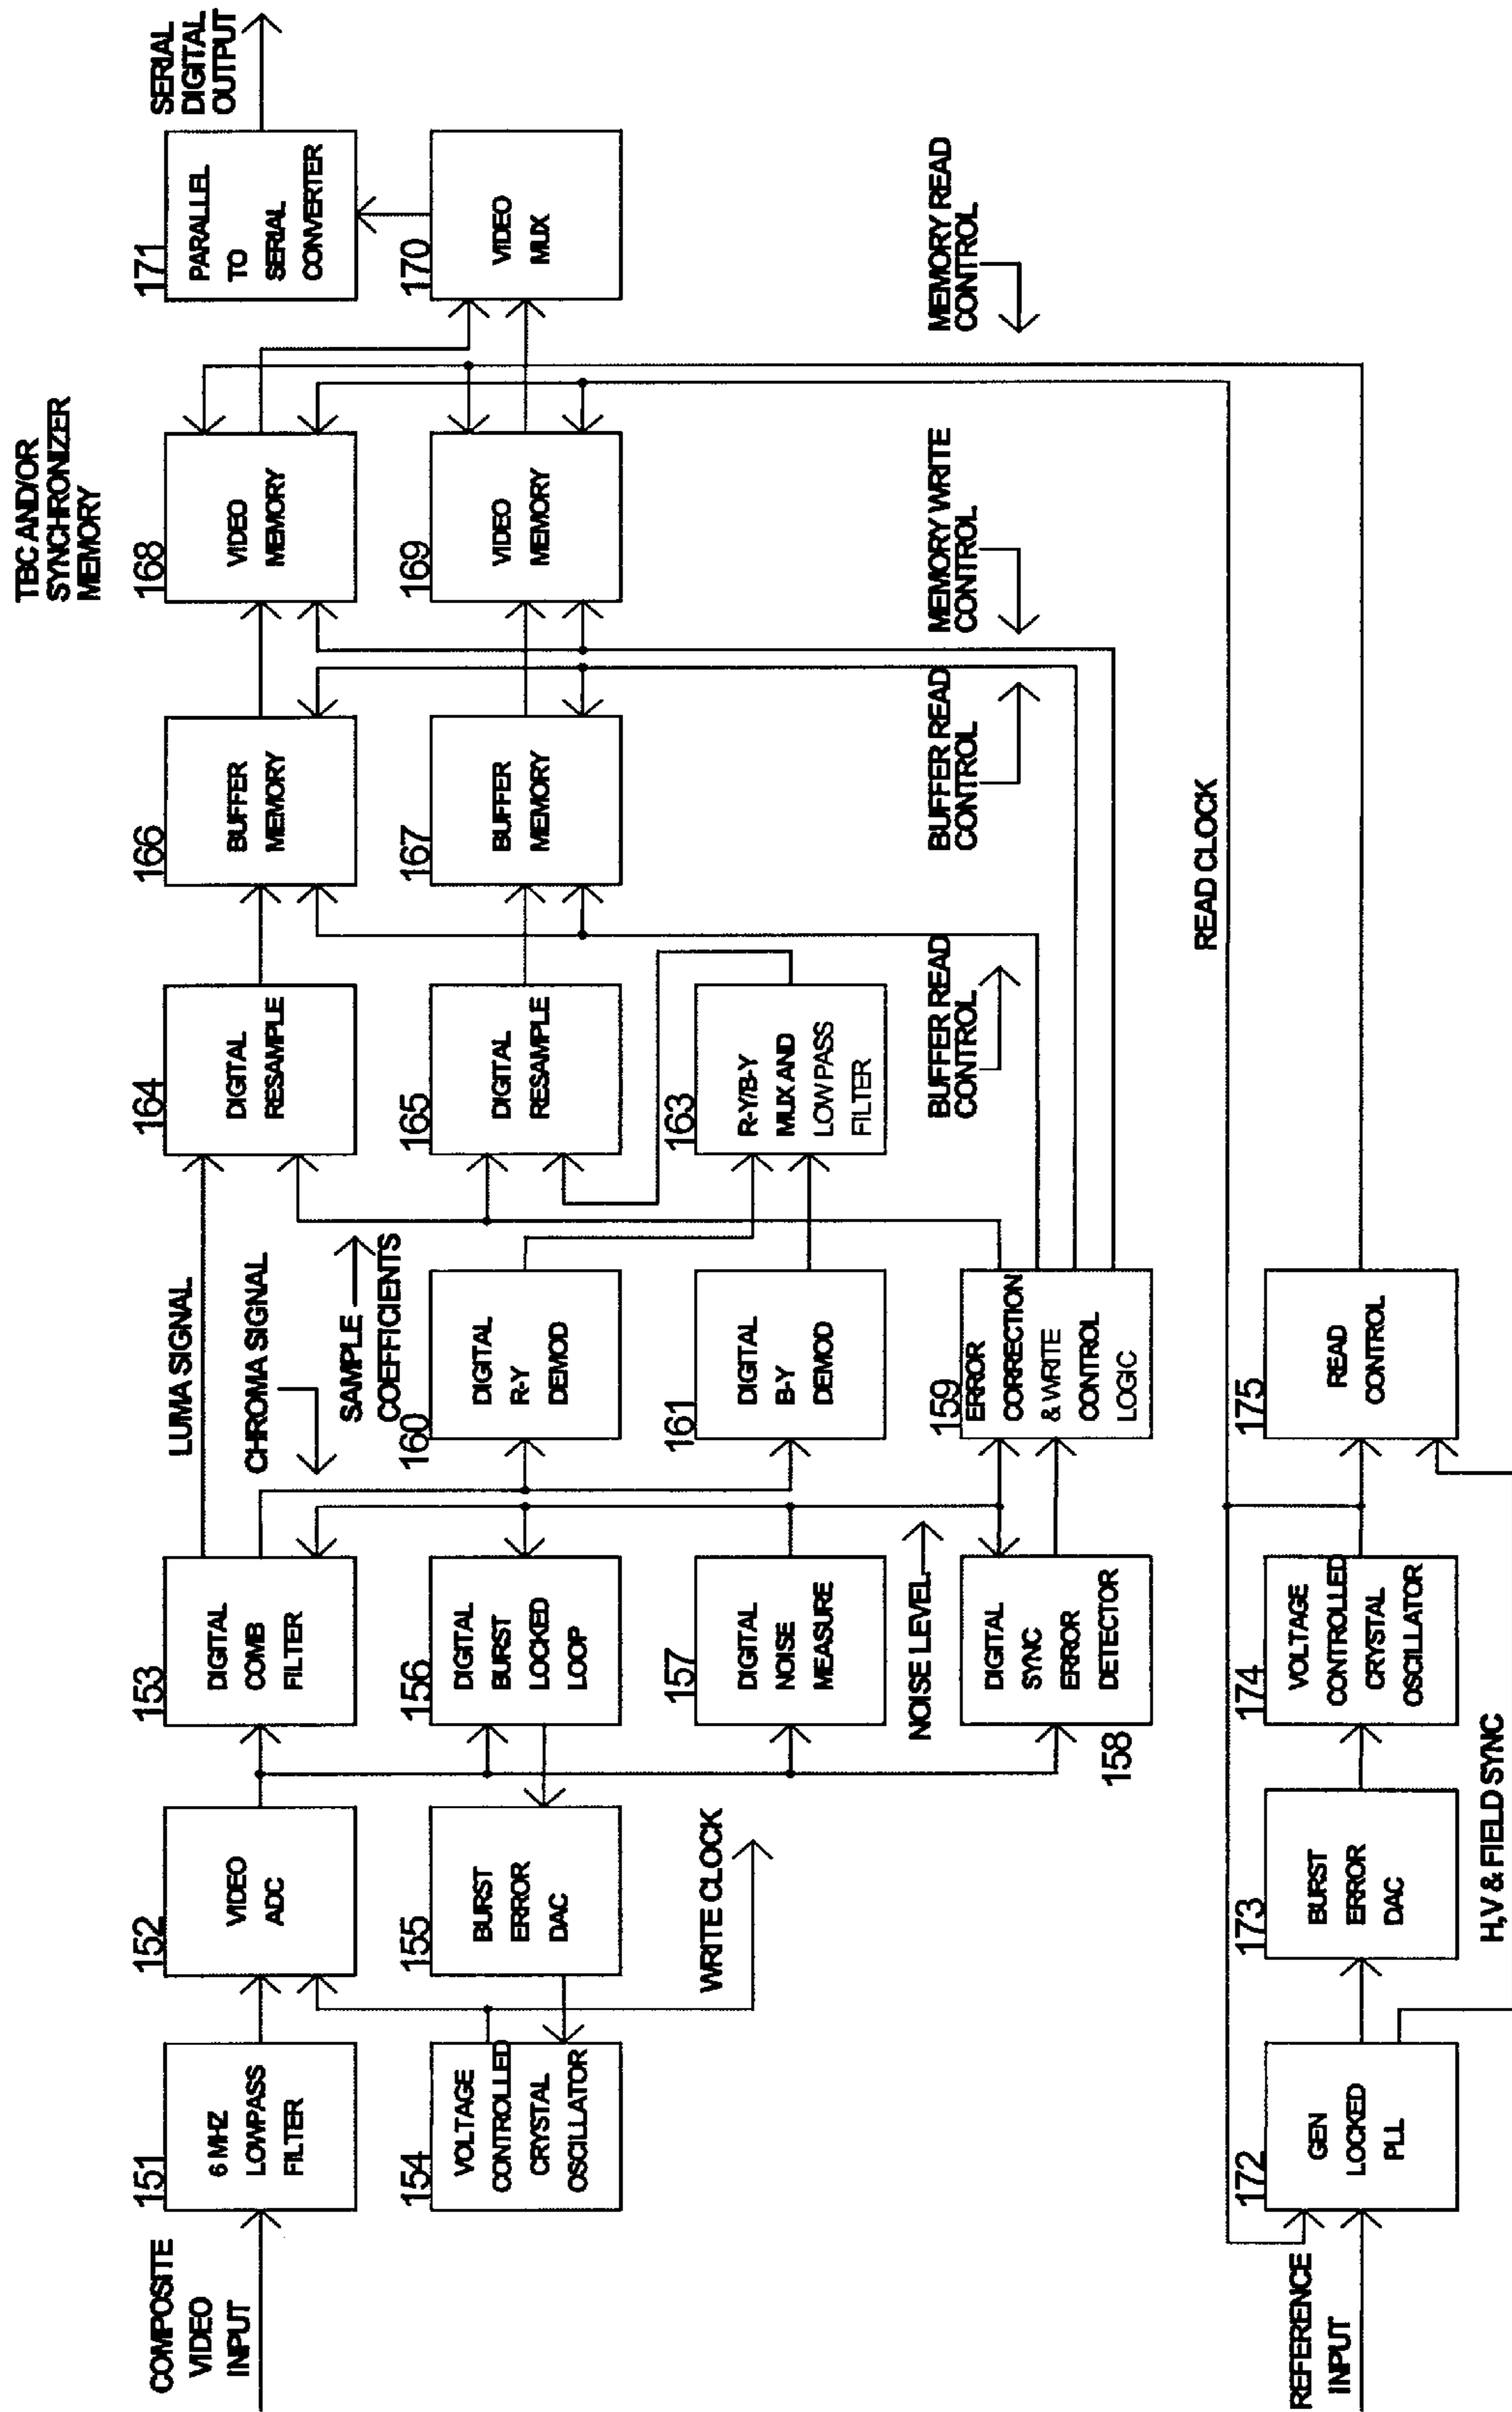 TBC AND/OR
SYNCHRONIZER
MEMORY
COMPOSITE
VIDEO
INPUT
151
6 MHZ
LOWPASS
FILTER
152
VIDEO
ADC
153
DIGITAL
COMB
FILTER
LUMA SIGNAL
CHROMA SIGNAL
SAMPLE
COEFFICIENTS
164
DIGITAL
RESAMPLE
166
BUFFER
MEMORY
168
VIDEO
MEMORY
171
PARALLEL
TO
SERIAL
CONVERTER
SERIAL
DIGITAL
OUTPUT
154
VOLTAGE
CONTROLLED
CRYSTAL
OSCILLATOR
155
BURST
ERROR
DAC
156
DIGITAL
BURST
LOCKED
LOOP
160
DIGITAL
R-Y
DEMOD
165
DIGITAL
RESAMPLE
167
BUFFER
MEMORY
169
VIDEO
MEMORY
170
VIDEO
MUX
WRITE CLOCK
157
DIGITAL
NOISE
MEASURE
161
DIGITAL
B-Y
DEMOD
163
R-Y/B-Y
MUX AND
LOW PASS
FILTER
NOISE LEVEL
158
DIGITAL
SYNC
ERROR
DETECTOR
159
ERROR
CORRECTION
& WRITE
CONTROL
LOGIC
BUFFER READ
CONTROL
BUFFER READ
CONTROL
MEMORY WRITE
CONTROL
MEMORY READ
CONTROL
READ CLOCK
REFERENCE
INPUT
172
GEN
LOCKED
PLL
173
BURST
ERROR
DAC
174
VOLTAGE
CONTROLLED
CRYSTAL
OSCILLATOR
175
READ
CONTROL
H,V & FIELD SYNC